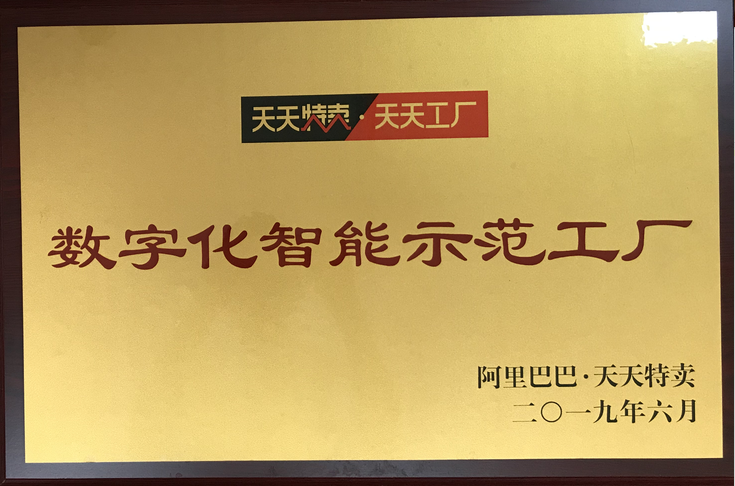 天天特卖·天天工厂
数字化智能示范工厂
阿里巴巴·天天特卖
二〇一九年六月